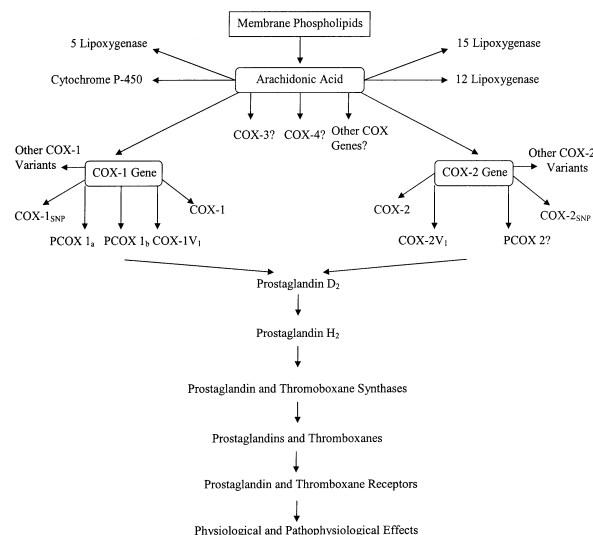 Membrane Phospholipids
5 Lipoxygenase
15 Lipoxygenase
Cytochrome P-450
Arachidonic Acid
12 Lipoxygenase
COX-3?
COX-4?
Other COX
Genes?
Other COX-1
Variants
COX-1 Gene
COX-2 Gene
Other COX-2
Variants
COX-1SNP
COX-1
COX-2
COX-2SNP
PCOX 1a
PCOX 1b
COX-1V1
COX-2V1
PCOX 2?
Prostaglandin D2
Prostaglandin H2
Prostaglandin and Thromoboxane Synthases
Prostaglandins and Thromboxanes
Prostaglandin and Thromboxane Receptors
Physiological and Pathophysiological Effects